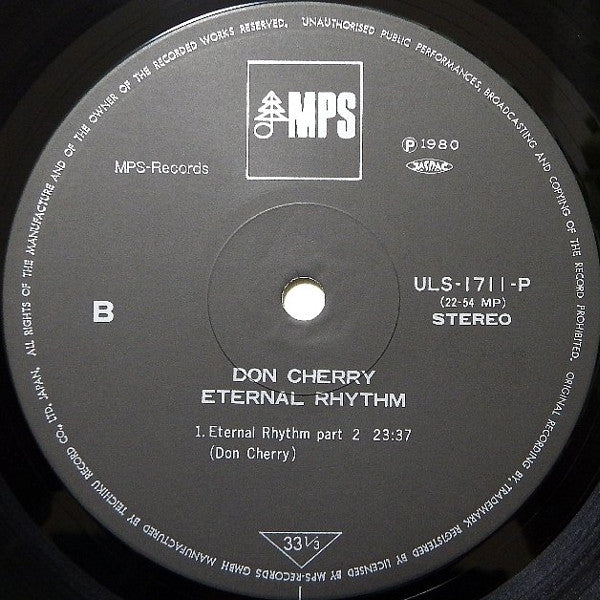 ALL RIGHTS OF THE MANUFACTURE AND OF THE OWNER OF THE RECORDED WORKS RESERVED. UNAUTHORISED PUBLIC PERFORMANCES, BROADCASTING AND COPYING OF THE RECORD PROHIBITED. ORIGINAL RECORDING BY, TRADEMARK REGISTERED BY, LICENSED BY MPS-RECORDS GMBH MANUFACTURED BY TEICHIKU RECORD CO., LTD. JAPAN.
MPS
MPS-Records
Ⓟ1980
JASRAC
B
ULS-1711-P
(22-54 MP)
STEREO
DON CHERRY
ETERNAL RHYTHM
1. Eternal Rhythm part 2 23:37
(Don Cherry)
33⅓